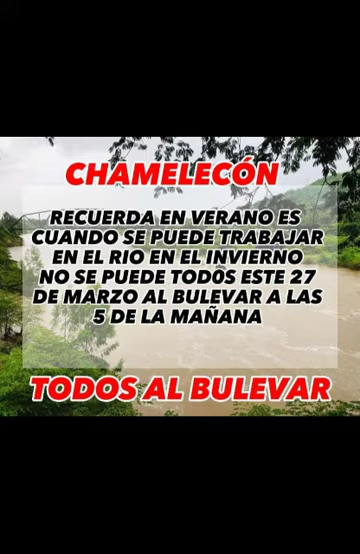 CHAMELECÓN
RECUERDA EN VERANO ES
CUANDO SE PUEDE TRABAJAR
EN EL RIO EN EL INVIERNO
NO SE PUEDE TODOS ESTE 27
DE MARZO AL BULEVAR A LAS
5 DE LA MAÑANA
TODOS AL BULEVAR